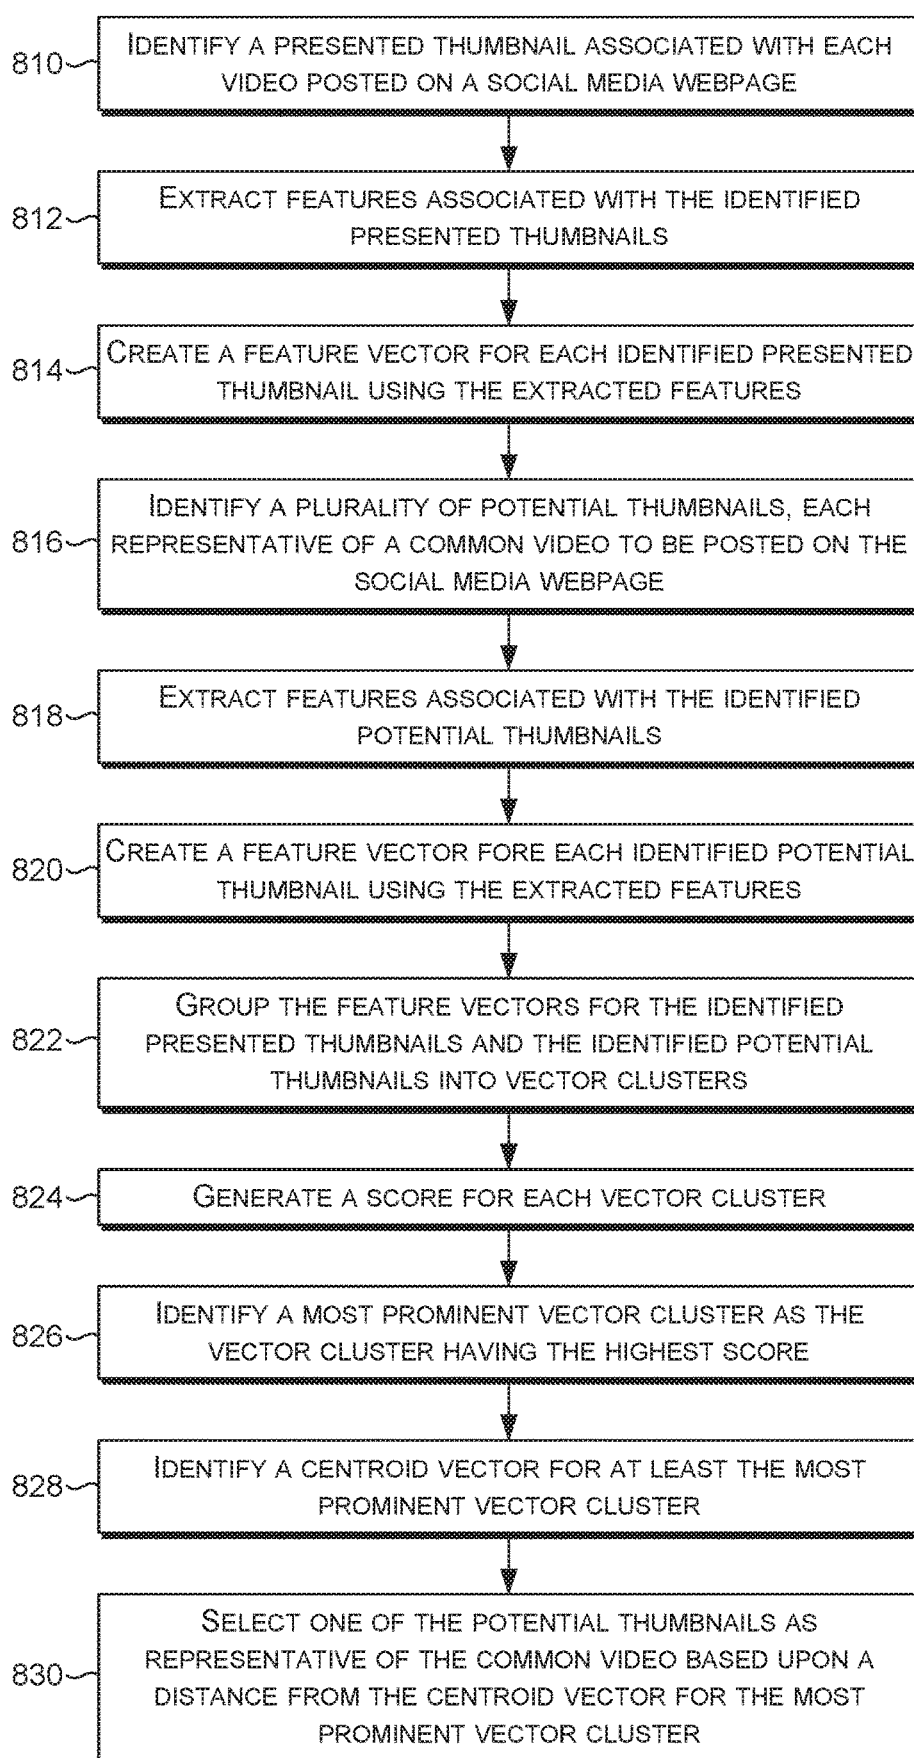 810
IDENTIFY A PRESENTED THUMBNAIL ASSOCIATED WITH EACH
VIDEO POSTED ON A SOCIAL MEDIA WEBPAGE
812
EXTRACT FEATURES ASSOCIATED WITH THE IDENTIFIED
PRESENTED THUMBNAILS
814
CREATE A FEATURE VECTOR FOR EACH IDENTIFIED PRESENTED
THUMBNAIL USING THE EXTRACTED FEATURES
816
IDENTIFY A PLURALITY OF POTENTIAL THUMBNAILS, EACH
REPRESENTATIVE OF A COMMON VIDEO TO BE POSTED ON THE
SOCIAL MEDIA WEBPAGE
818
EXTRACT FEATURES ASSOCIATED WITH THE IDENTIFIED
POTENTIAL THUMBNAILS
820
CREATE A FEATURE VECTOR FORE EACH IDENTIFIED POTENTIAL
THUMBNAIL USING THE EXTRACTED FEATURES
822
GROUP THE FEATURE VECTORS FOR THE IDENTIFIED
PRESENTED THUMBNAILS AND THE IDENTIFIED POTENTIAL
THUMBNAILS INTO VECTOR CLUSTERS
824
GENERATE A SCORE FOR EACH VECTOR CLUSTER
826
IDENTIFY A MOST PROMINENT VECTOR CLUSTER AS THE
VECTOR CLUSTER HAVING THE HIGHEST SCORE
828
IDENTIFY A CENTROID VECTOR FOR AT LEAST THE MOST
PROMINENT VECTOR CLUSTER
830
SELECT ONE OF THE POTENTIAL THUMBNAILS AS
REPRESENTATIVE OF THE COMMON VIDEO BASED UPON A
DISTANCE FROM THE CENTROID VECTOR FOR THE MOST
PROMINENT VECTOR CLUSTER